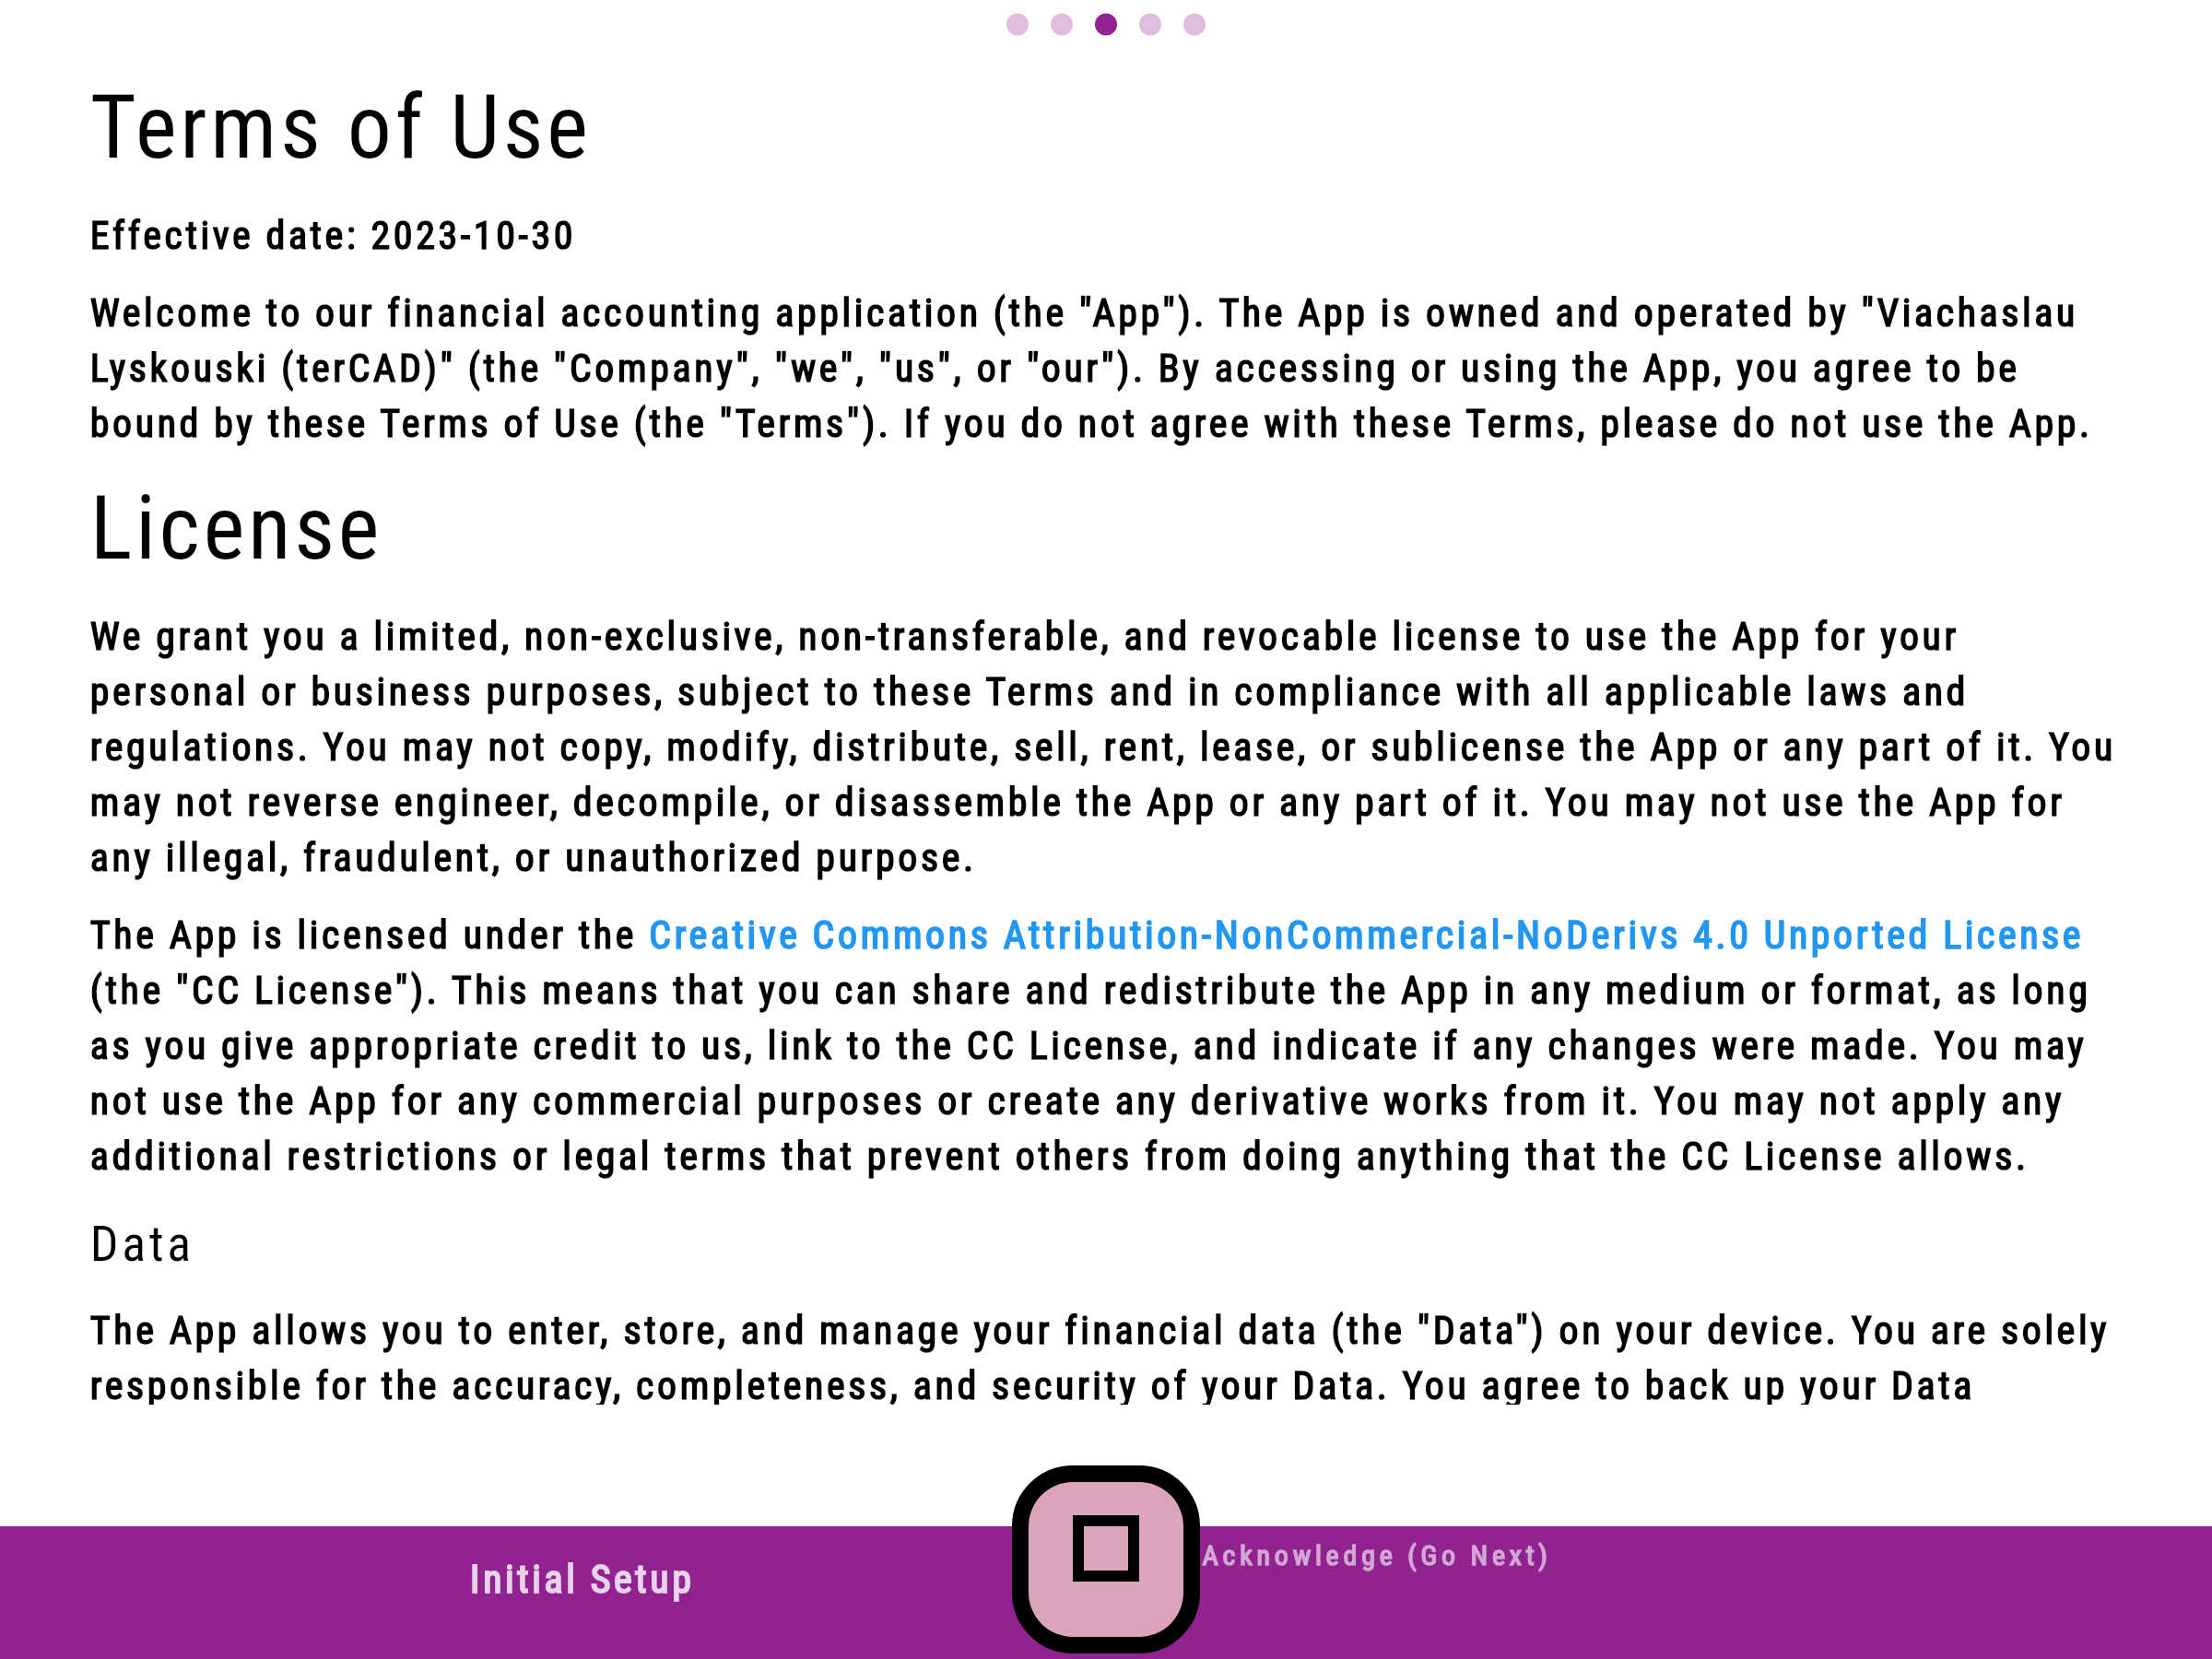 Terms of Use
Effective date: 2023-10-30
Welcome to our financial accounting application (the "App"). The App is owned and operated by "Viachaslau
Lyskouski (terCAD)" (the "Company", "we", "us", or "our"). By accessing or using the App, you agree to be
bound by these Terms of Use (the "Terms"). If you do not agree with these Terms, please do not use the App.
License
We grant you a limited, non-exclusive, non-transferable, and revocable license to use the App for your
personal or business purposes, subject to these Terms and in compliance with all applicable laws and
regulations. You may not copy, modify, distribute, sell, rent, lease, or sublicense the App or any part of it. You
may not reverse engineer, decompile, or disassemble the App or any part of it. You may not use the App for
any illegal, fraudulent, or unauthorized purpose.
The App is licensed under the Creative Commons Attribution-NonCommercial-NoDerivs 4.0 Unported License
(the "CC License"). This means that you can share and redistribute the App in any medium or format, as long
as you give appropriate credit to us, link to the CC License, and indicate if any changes were made. You may
not use the App for any commercial purposes or create any derivative works from it. You may not apply any
additional restrictions or legal terms that prevent others from doing anything that the CC License allows.
Data
The App allows you to enter, store, and manage your financial data (the "Data") on your device. You are solely
responsible for the accuracy, completeness, and security of your Data. You agree to back up your Data
Initial Setup
Acknowledge (Go Next)